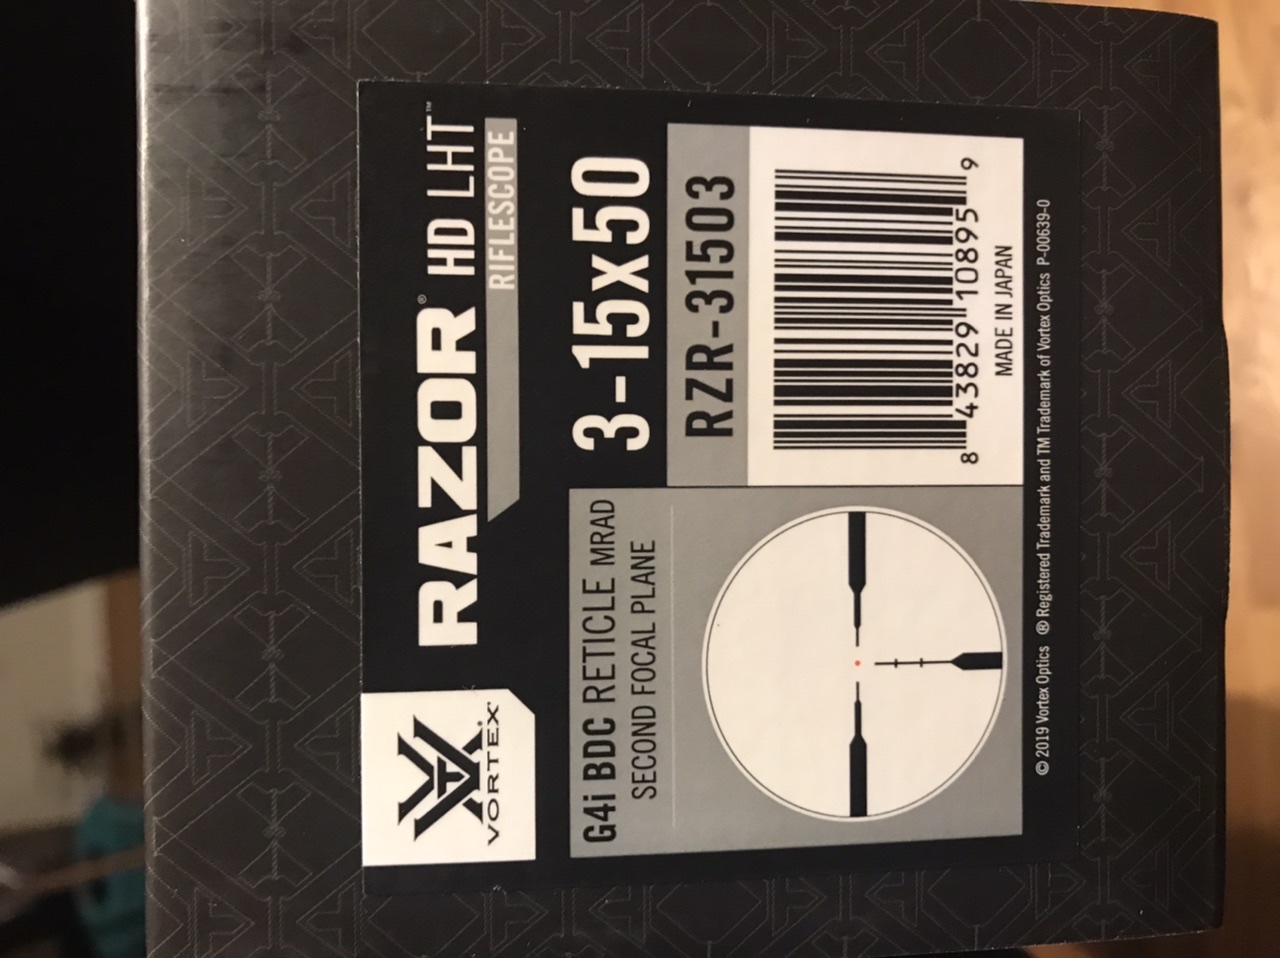 VORTEX
RAZOR® HD LHT™
RIFLESCOPE
G4i BDC RETICLE MRAD
SECOND FOCAL PLANE
3-15x50
RZR-31503
8 43829 10895 9
MADE IN JAPAN
© 2019 Vortex Optics ® Registered Trademark and TM Trademark of Vortex Optics P-00639-0